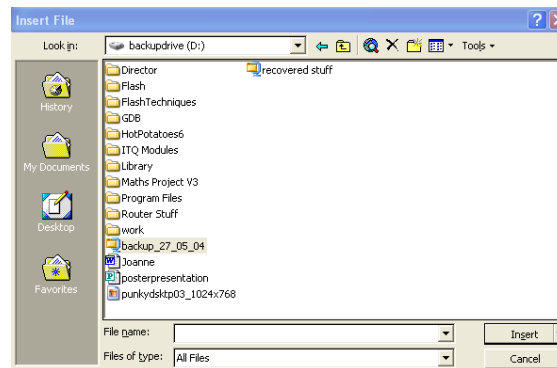 Insert File
Look in:
backupdrive (D:)
Tools
History
My Documents
Desktop
Favorites
Director
Flash
FlashTechniques
GDB
HotPotatoes6
ITQ Modules
Library
Maths Project V3
Program Files
Router Stuff
work
backup_27_05_04
Joanne
posterpresentation
punkydsktp03_1024x768
recovered stuff
File name:
Insert
Files of type:
All Files
Cancel